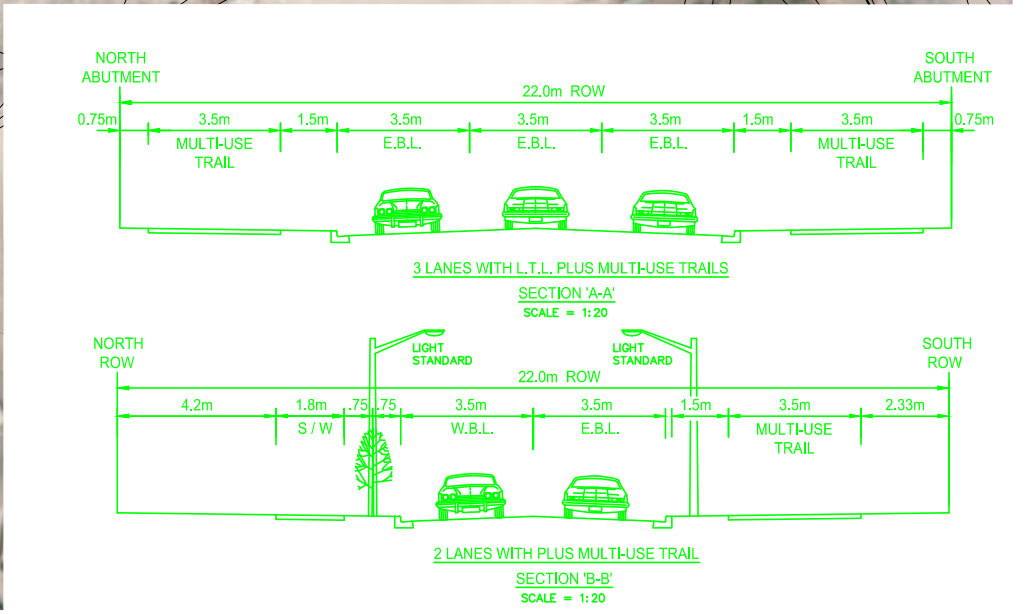 NORTH
ABUTMENT
SOUTH
ABUTMENT
22.0m ROW
0.75m 3.5m 1.5m 3.5m 3.5m 3.5m 1.5m 3.5m 0.75m
MULTI-USE
TRAIL
E.B.L. E.B.L. E.B.L.
MULTI-USE
TRAIL
3 LANES WITH L.T.L. PLUS MULTI-USE TRAILS
SECTION 'A-A'
SCALE = 1:20
NORTH
ROW
LIGHT
STANDARD
LIGHT
STANDARD
SOUTH
ROW
22.0m ROW
4.2m 1.8m .75 .75 3.5m 3.5m 1.5m 3.5m 2.33m
S / W W.B.L. E.B.L.
MULTI-USE
TRAIL
2 LANES WITH PLUS MULTI-USE TRAIL
SECTION 'B-B'
SCALE = 1:20